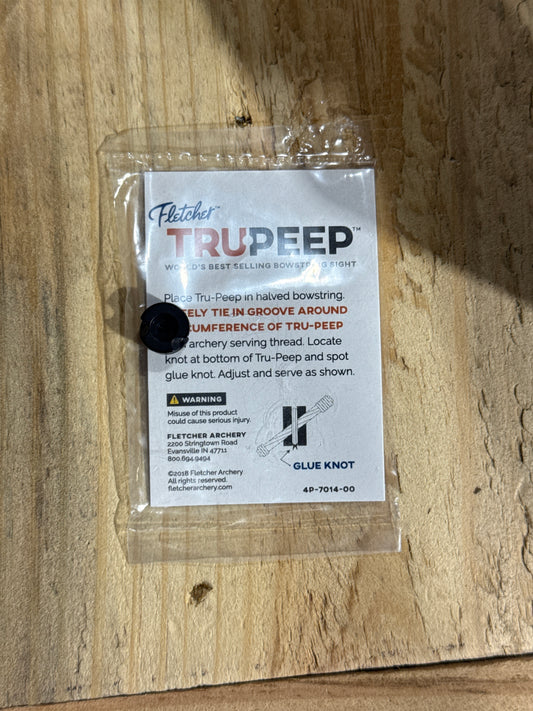 Fletcher™
TRUPEEP™
WORLD'S BEST SELLING BOWSTRING SIGHT
Place Tru-Peep in halved bowstring.
TIE IN GROOVE AROUND
OF TRU-PEEP
archery serving thread. Locate
knot at bottom of Tru-Peep and spot
glue knot. Adjust and serve as shown.
WARNING
Misuse of this product
could cause serious injury.
FLETCHER ARCHERY
2200 Stringtown Road
Evansville IN 47711
800.694.9494
©2018 Fletcher Archery
All rights reserved.
fletcherarchery.com
GLUE KNOT
4P-7014-00